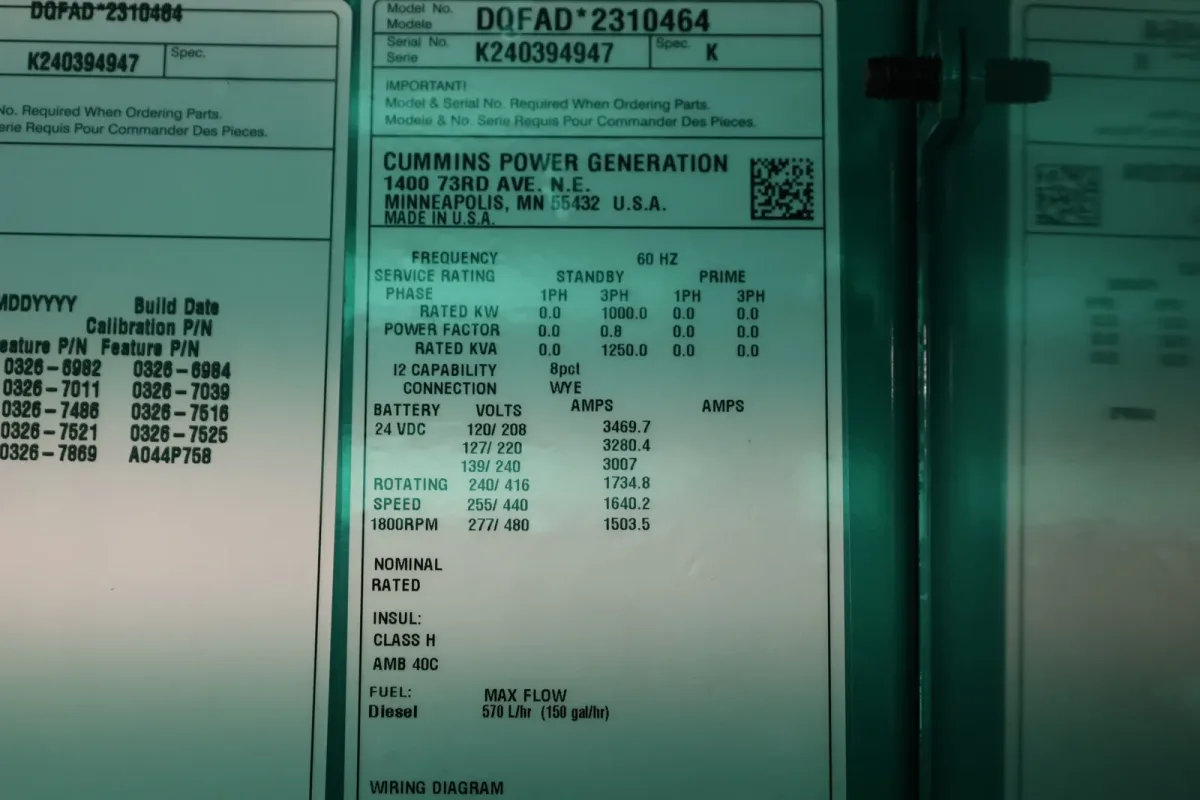 DQFAD*2310464
K240394947 Spec.
No. Required When Ordering Parts.
erie Requis Pour Commander Des Pieces.
MDDYYYY Build Date
Calibration P/N
eature P/N Feature P/N
0326-6982 0326-6984
0326-7011 0326-7039
0326-7486 0326-7516
0326-7521 0326-7525
0326-7869 A044P758
Model No. DQFAD*2310464
Modele
Serial No. K240394947 Spec. K
Serie
IMPORTANT!
Model & Serial No. Required When Ordering Parts.
Modele & No. Serie Requis Pour Commander Des Pieces.
CUMMINS POWER GENERATION
1400 73RD AVE. N.E.
MINNEAPOLIS, MN 55432 U.S.A.
MADE IN U.S.A.
FREQUENCY 60 HZ
SERVICE RATING STANDBY PRIME
PHASE 1PH 3PH 1PH 3PH
RATED KW 0.0 1000.0 0.0 0.0
POWER FACTOR 0.0 0.8 0.0 0.0
RATED KVA 0.0 1250.0 0.0 0.0
I2 CAPABILITY 8pct
CONNECTION WYE
BATTERY VOLTS AMPS AMPS
24 VDC 120/ 208 3469.7
127/ 220 3280.4
139/ 240 3007
ROTATING 240/ 416 1734.8
SPEED 255/ 440 1640.2
1800RPM 277/ 480 1503.5
NOMINAL
RATED
INSUL:
CLASS H
AMB 40C
FUEL: MAX FLOW
Diesel 570 L/hr (150 gal/hr)
WIRING DIAGRAM